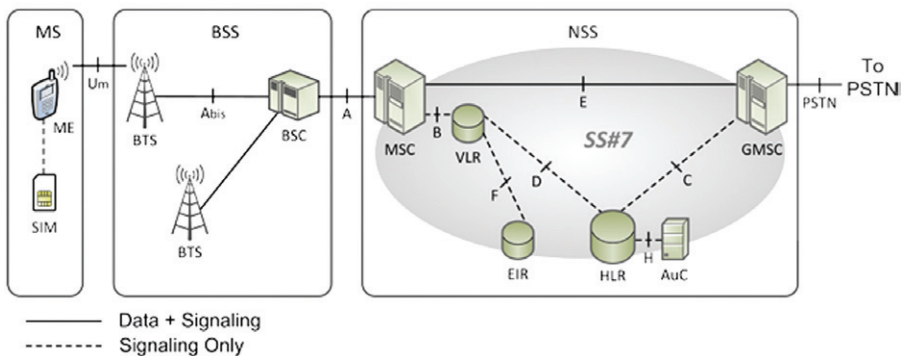 MS
BSS
NSS
ME
SIM
Um
BTS
Abis
BSC
BTS
A
MSC
B
VLR
E
SS#7
F
D
C
EIR
HLR
H
AuC
GMSC
PSTN
To
PSTN
Data + Signaling
Signaling Only